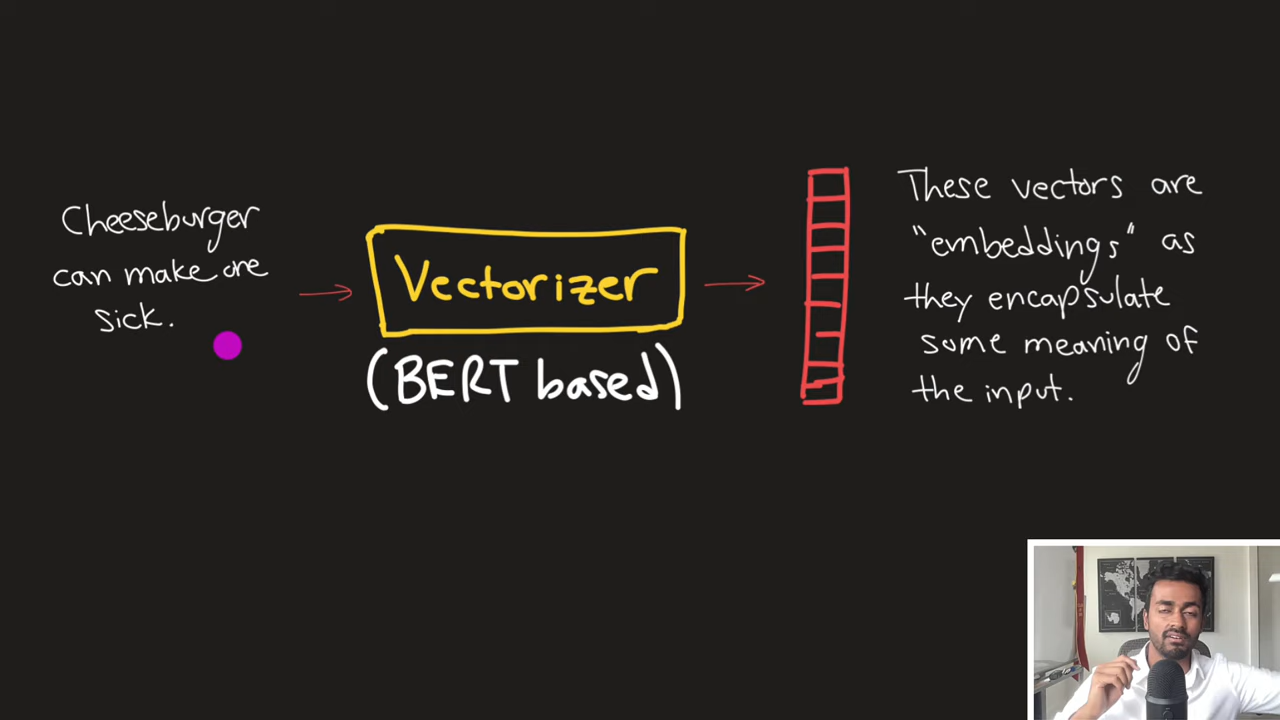 Cheeseburger
can make one
sick.
Vectorizer
(BERT based)
These vectors are
"embeddings" as
they encapsulate
some meaning of
the input.